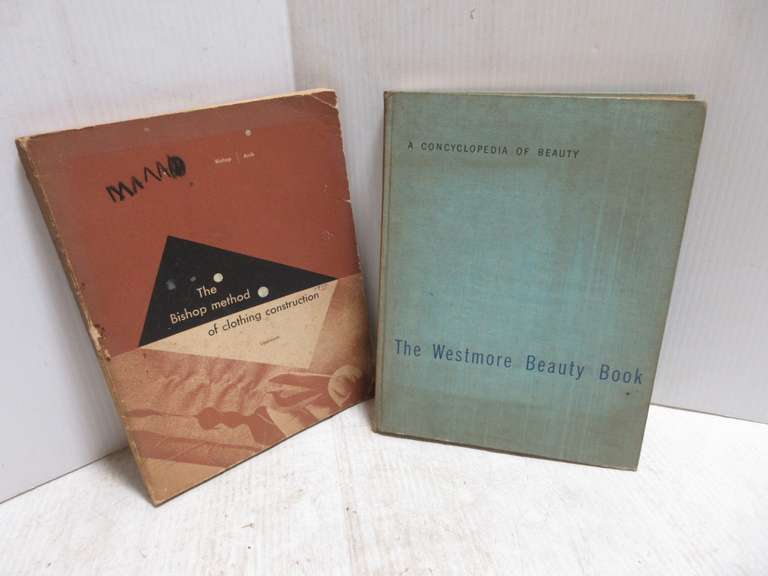 Bishop | Arch
The
Bishop method
of clothing construction
Lippincott
A CONCYCLOPEDIA OF BEAUTY
The Westmore Beauty Book